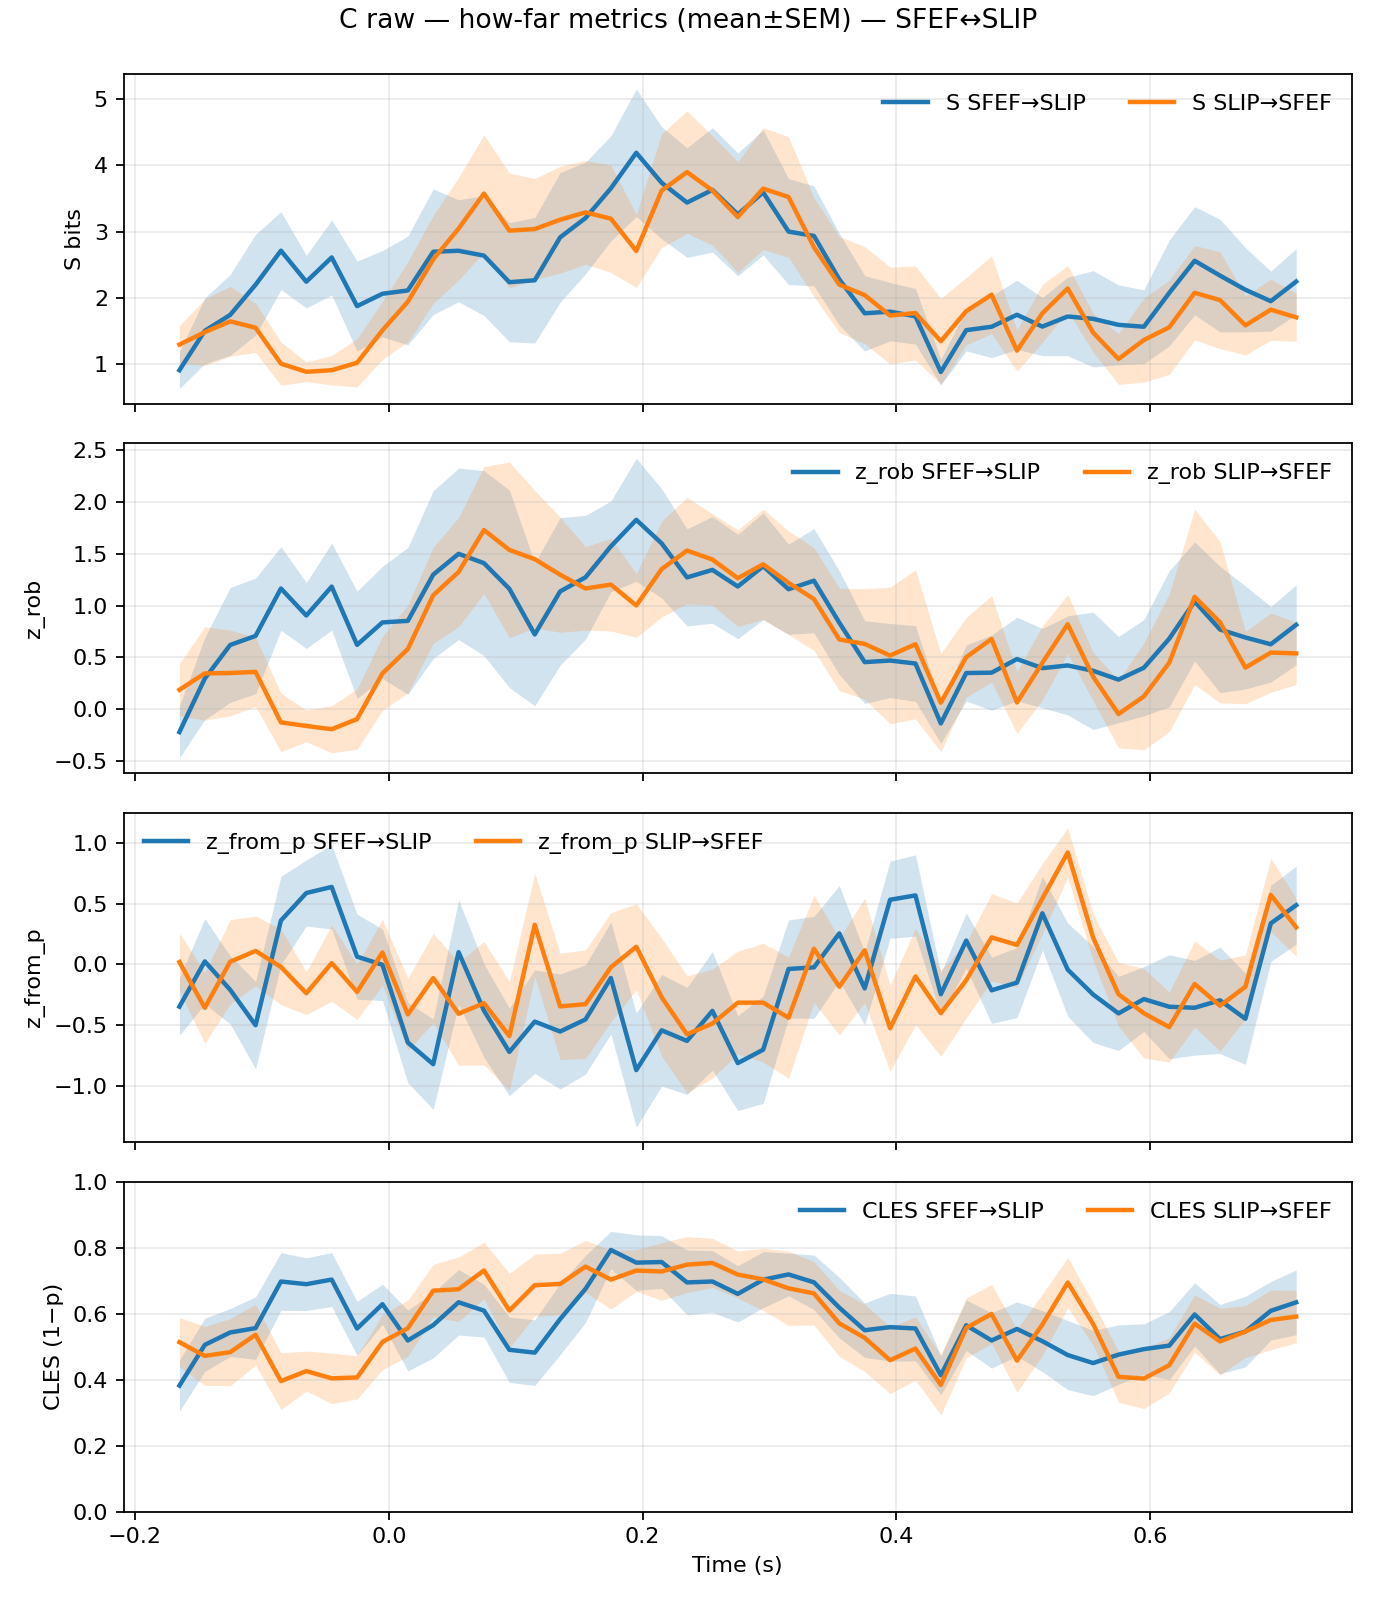 C raw — how-far metrics (mean±SEM) — SFEF↔SLIP
S SFEF→SLIP
S SLIP→SFEF
5
4
3
2
1
S bits
z_rob SFEF→SLIP
z_rob SLIP→SFEF
2.5
2.0
1.5
1.0
0.5
0.0
−0.5
z_rob
z_from_p SFEF→SLIP
z_from_p SLIP→SFEF
1.0
0.5
0.0
−0.5
−1.0
z_from_p
CLES SFEF→SLIP
CLES SLIP→SFEF
1.0
0.8
0.6
0.4
0.2
0.0
CLES (1−p)
−0.2
0.0
0.2
0.4
0.6
Time (s)